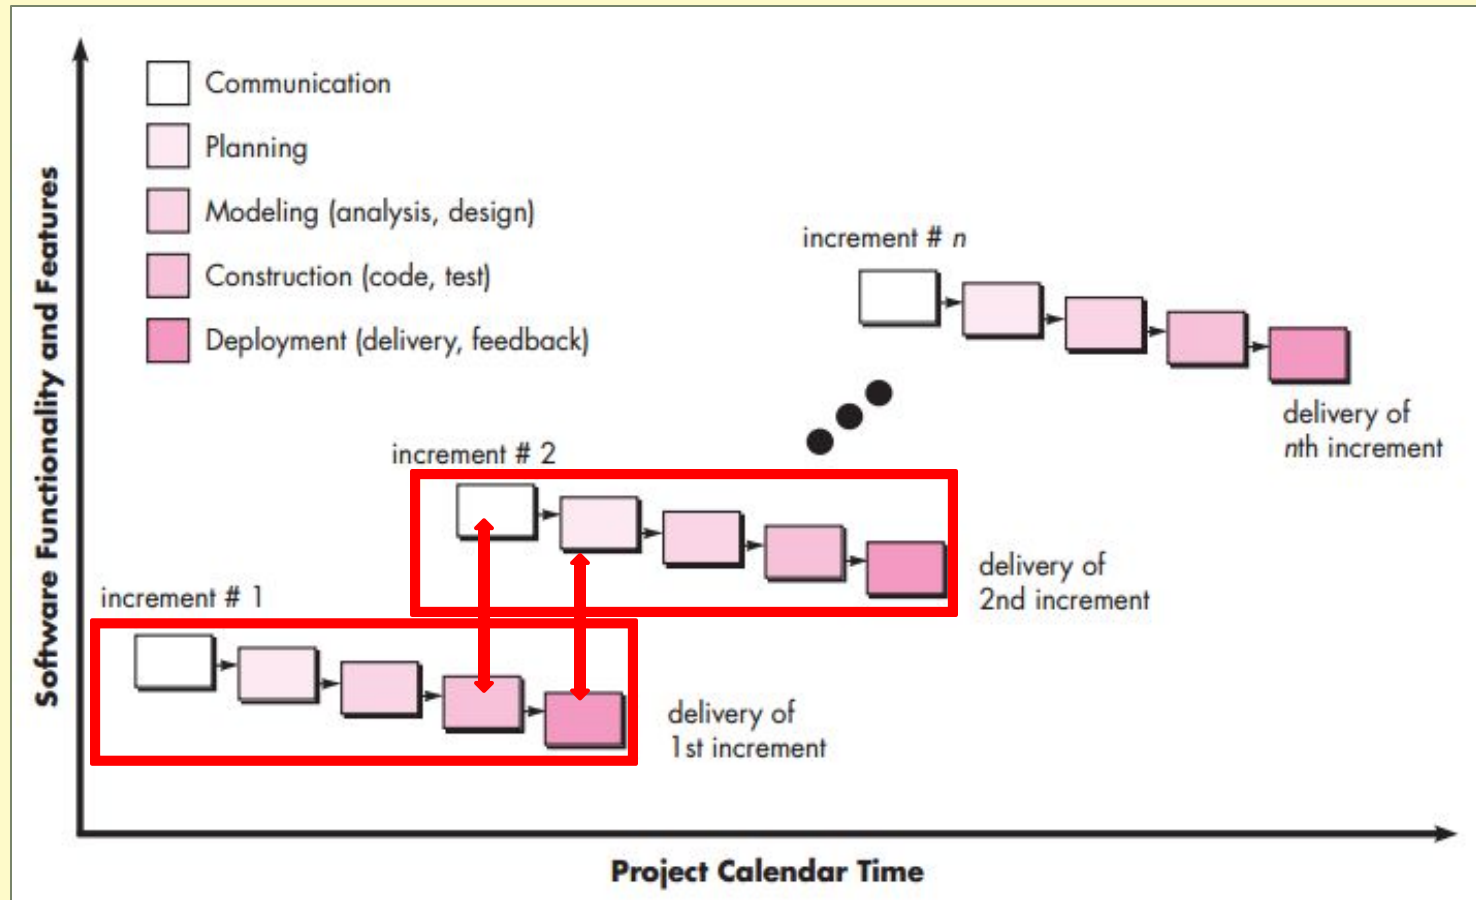 Software Functionality and Features
Communication
Planning
Modeling (analysis, design)
Construction (code, test)
Deployment (delivery, feedback)
increment # n
delivery of
nth increment
increment # 2
delivery of
2nd increment
increment # 1
delivery of
1st increment
Project Calendar Time